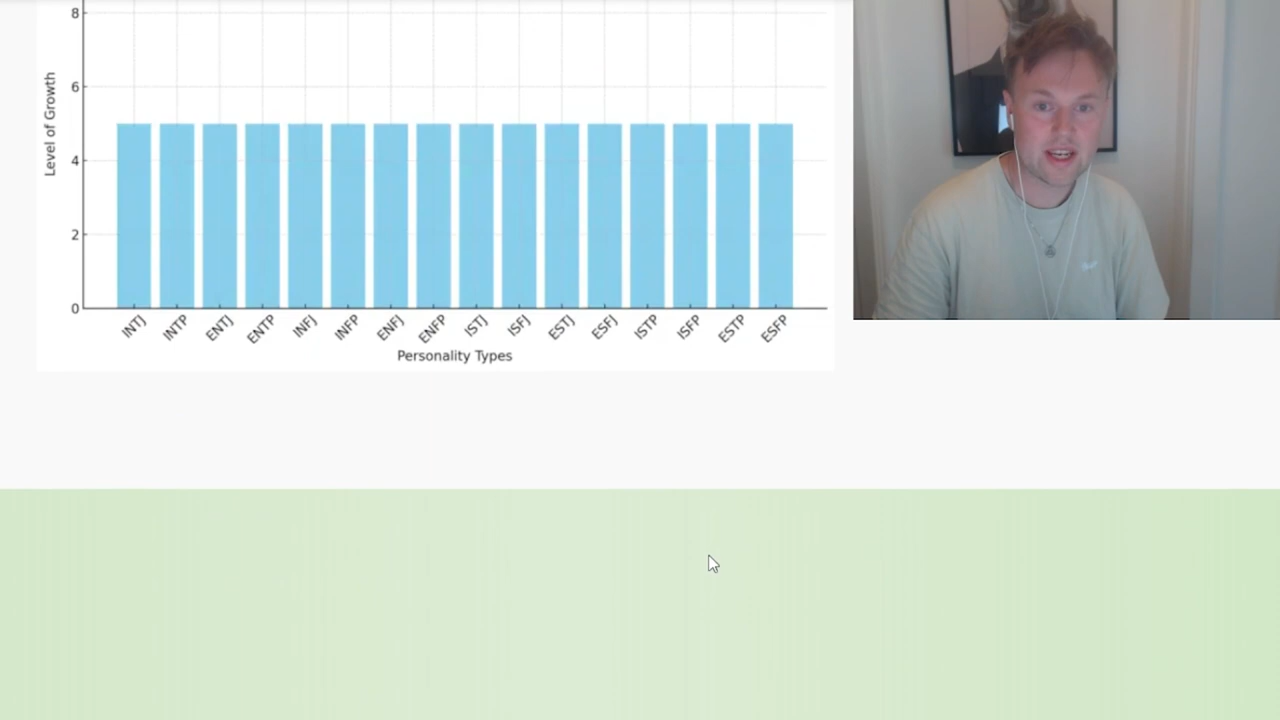 8
Level of Growth
6
4
2
0
INTJ INTP ENTJ ENTP INFJ INFP ENFJ ENFP ISTJ ISFJ ESTJ ESFJ ISTP ISFP ESTP ESFP
Personality Types